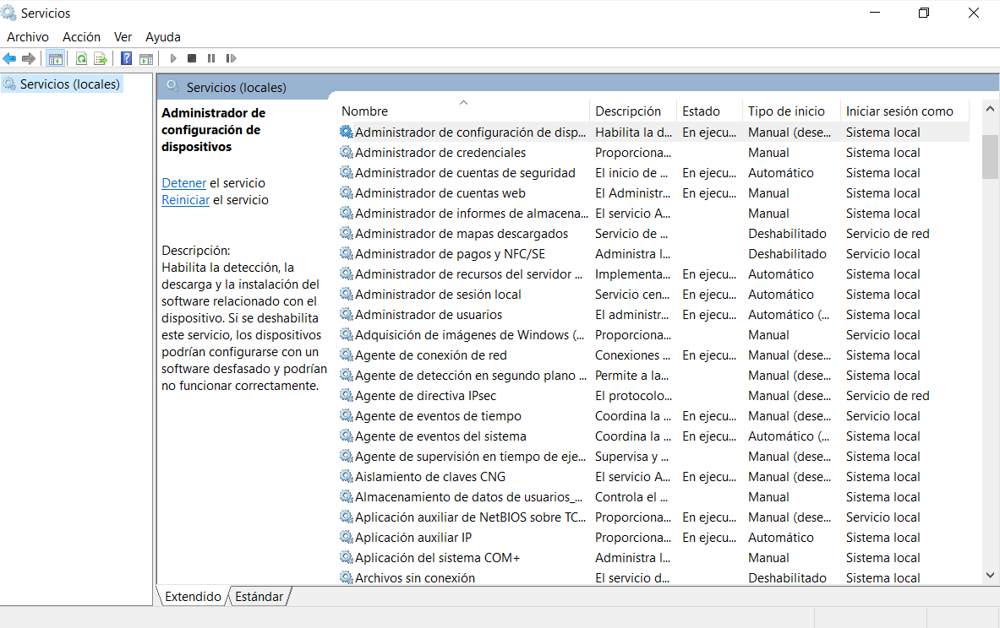 Servicios
Archivo Acción Ver Ayuda
Servicios (locales)
Servicios (locales)
Administrador de
configuración de
dispositivos
Detener el servicio
Reiniciar el servicio
Descripción:
Habilita la detección, la
descarga y la instalación del
software relacionado con el
dispositivo. Si se deshabilita
este servicio, los dispositivos
podrían configurarse con un
software desfasado y podrían
no funcionar correctamente.
Nombre Descripción Estado Tipo de inicio Iniciar sesión como
Administrador de configuración de disp... Habilita la d... En ejecu... Manual (dese... Sistema local
Administrador de credenciales Proporciona... Manual Sistema local
Administrador de cuentas de seguridad El inicio de ... En ejecu... Automático Sistema local
Administrador de cuentas web El Administr... En ejecu... Manual Sistema local
Administrador de informes de almacena... El servicio A... Manual Sistema local
Administrador de mapas descargados Servicio de ... Deshabilitado Servicio de red
Administrador de pagos y NFC/SE Administra l... Deshabilitado Servicio local
Administrador de recursos del servidor ... Implementa... En ejecu... Automático Sistema local
Administrador de sesión local Servicio cen... En ejecu... Automático Sistema local
Administrador de usuarios El administr... En ejecu... Automático (... Sistema local
Adquisición de imágenes de Windows (... Proporciona... Manual Servicio local
Agente de conexión de red Conexiones ... En ejecu... Manual (dese... Sistema local
Agente de detección en segundo plano ... Permite a la... Manual (dese... Sistema local
Agente de directiva IPsec El protocolo... Manual (dese... Servicio de red
Agente de eventos de tiempo Coordina la ... En ejecu... Manual (dese... Servicio local
Agente de eventos del sistema Coordina la ... En ejecu... Automático (... Sistema local
Agente de supervisión en tiempo de eje... Supervisa y ... Manual (dese... Sistema local
Aislamiento de claves CNG El servicio A... En ejecu... Manual (dese... Sistema local
Almacenamiento de datos de usuarios_... Controla el ... Manual Sistema local
Aplicación auxiliar de NetBIOS sobre TC... Proporciona... En ejecu... Manual (dese... Servicio local
Aplicación auxiliar IP Proporciona... En ejecu... Automático Sistema local
Aplicación del sistema COM+ Administra l... Manual Sistema local
Archivos sin conexión El servicio d... Deshabilitado Sistema local
Extendido Estándar